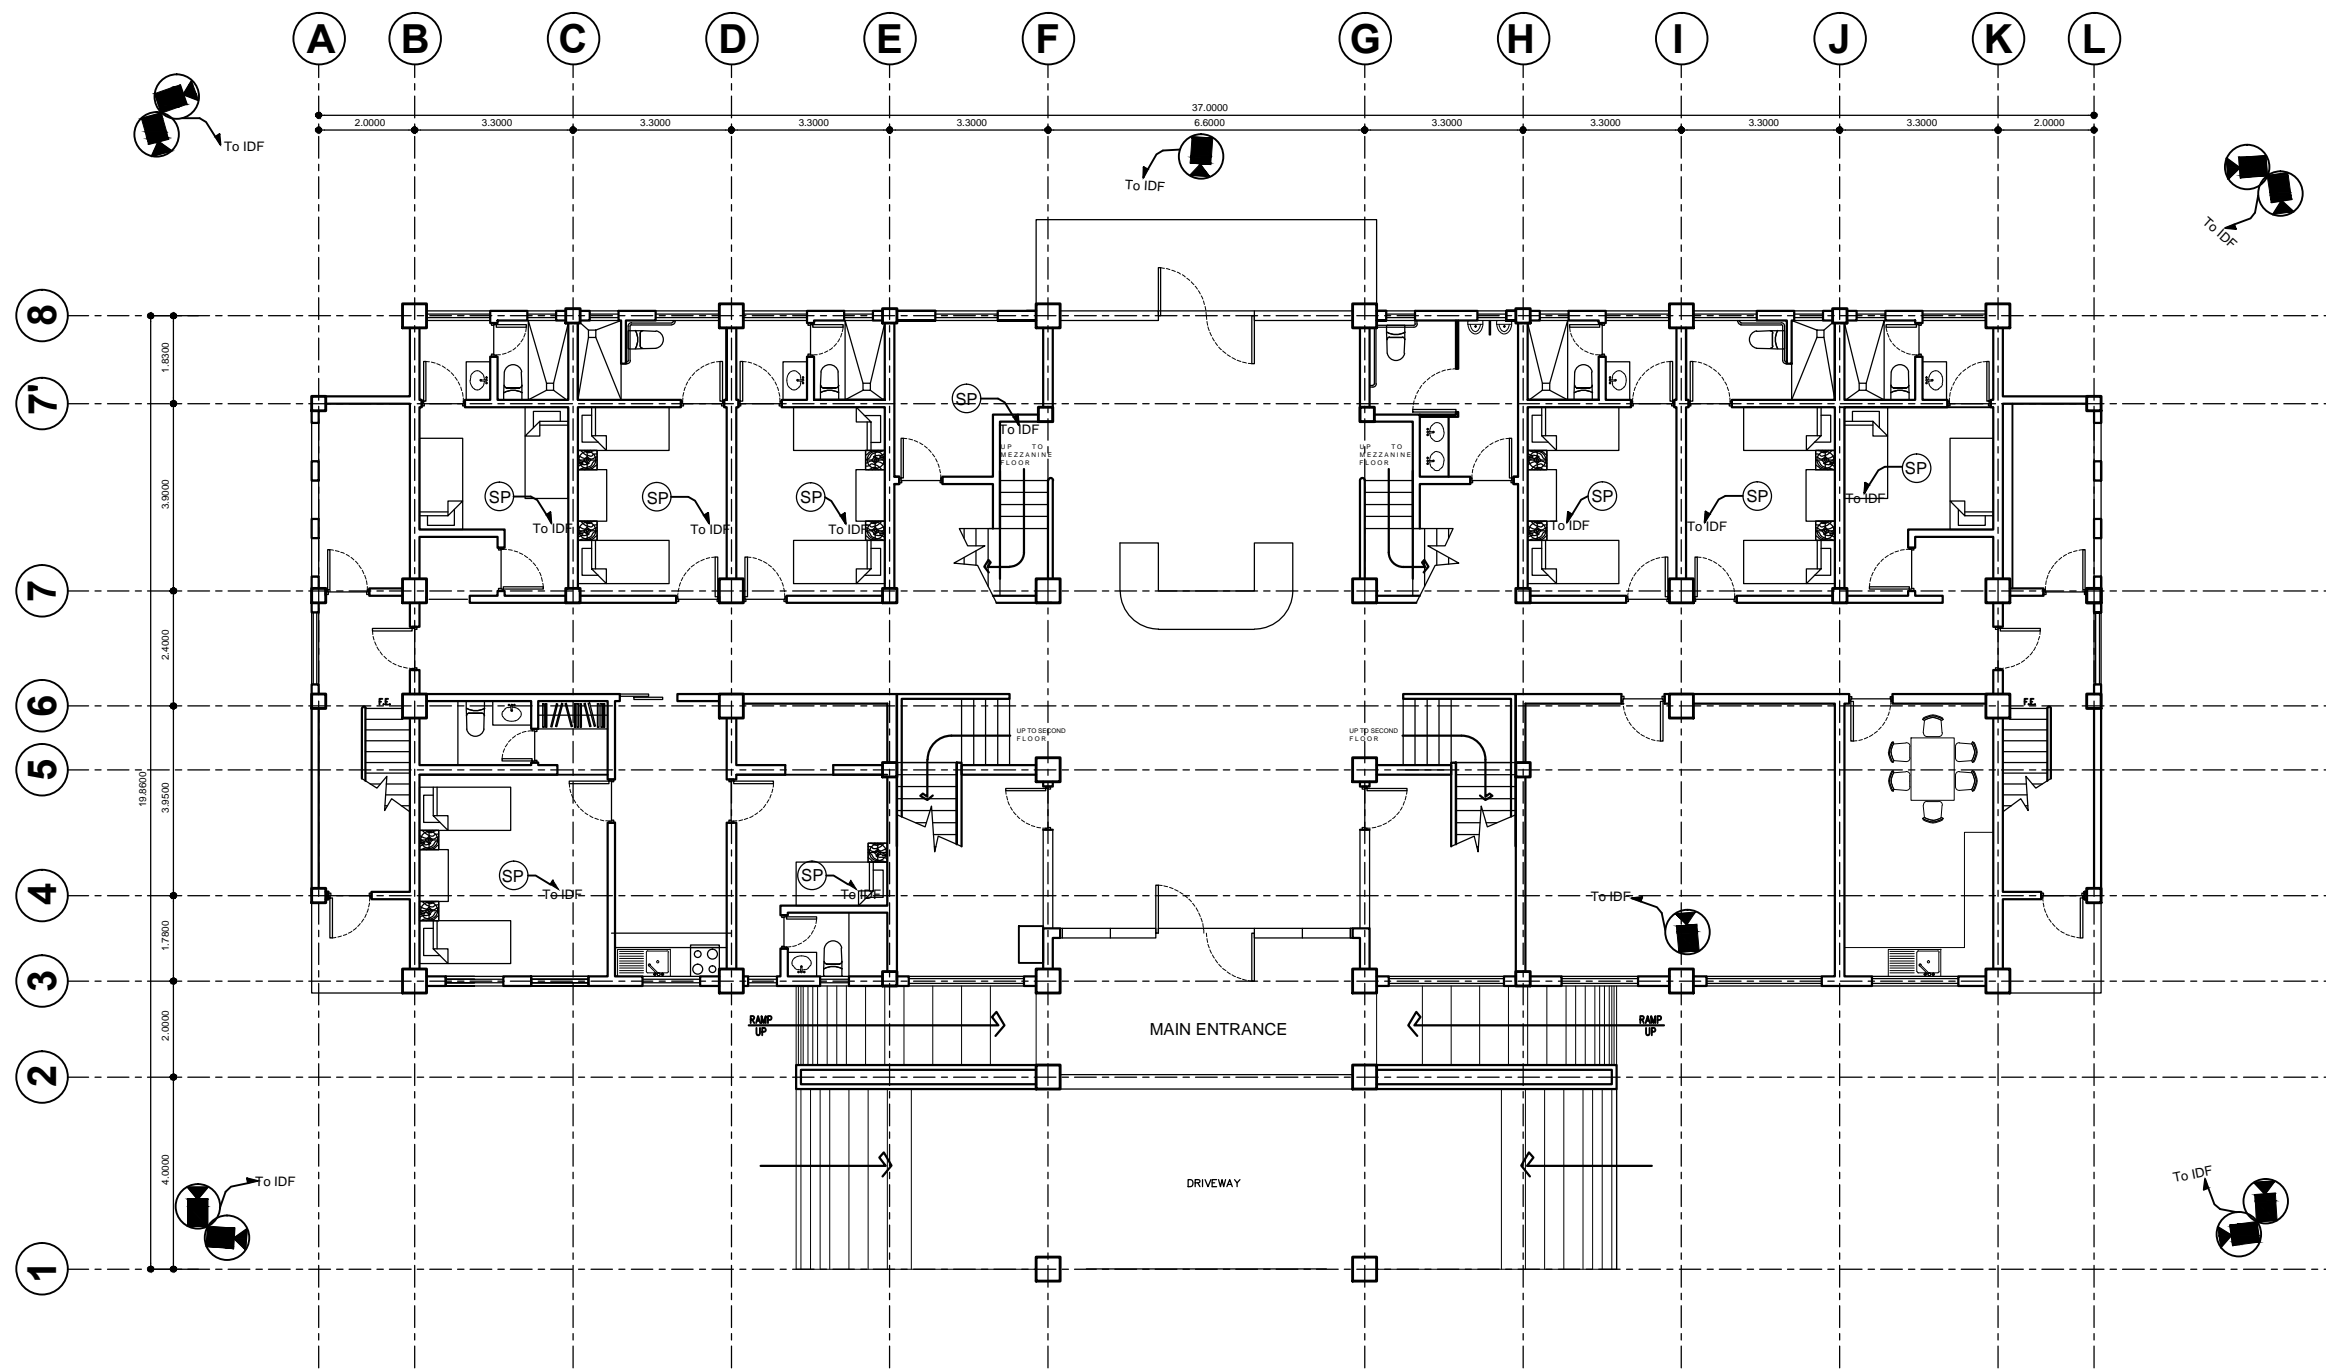 A B C D E F G H I J K L
37.0000
2.0000 3.3000 3.3000 3.3000 3.3000 6.6000 3.3000 3.3000 3.3000 3.3000 2.0000
To IDF
To IDF
To IDF
8
1.8300
7'
SP
To IDF
UP TO
MEZZANINE
FLOOR
UP TO
MEZZANINE
FLOOR
3.9000
SP
To IDF
SP
To IDF
SP
To IDF
SP
To IDF
SP
To IDF
SP
To IDF
7
2.4000
6
F.E.
F.E.
UP TO SECOND
FLOOR
UP TO SECOND
FLOOR
5
19.8600
3.9500
SP
To IDF
SP
To IDF
To IDF
4
1.7800
3
2.0000
RAMP
UP
MAIN ENTRANCE
RAMP
UP
2
4.0000
To IDF
DRIVEWAY
To IDF
1